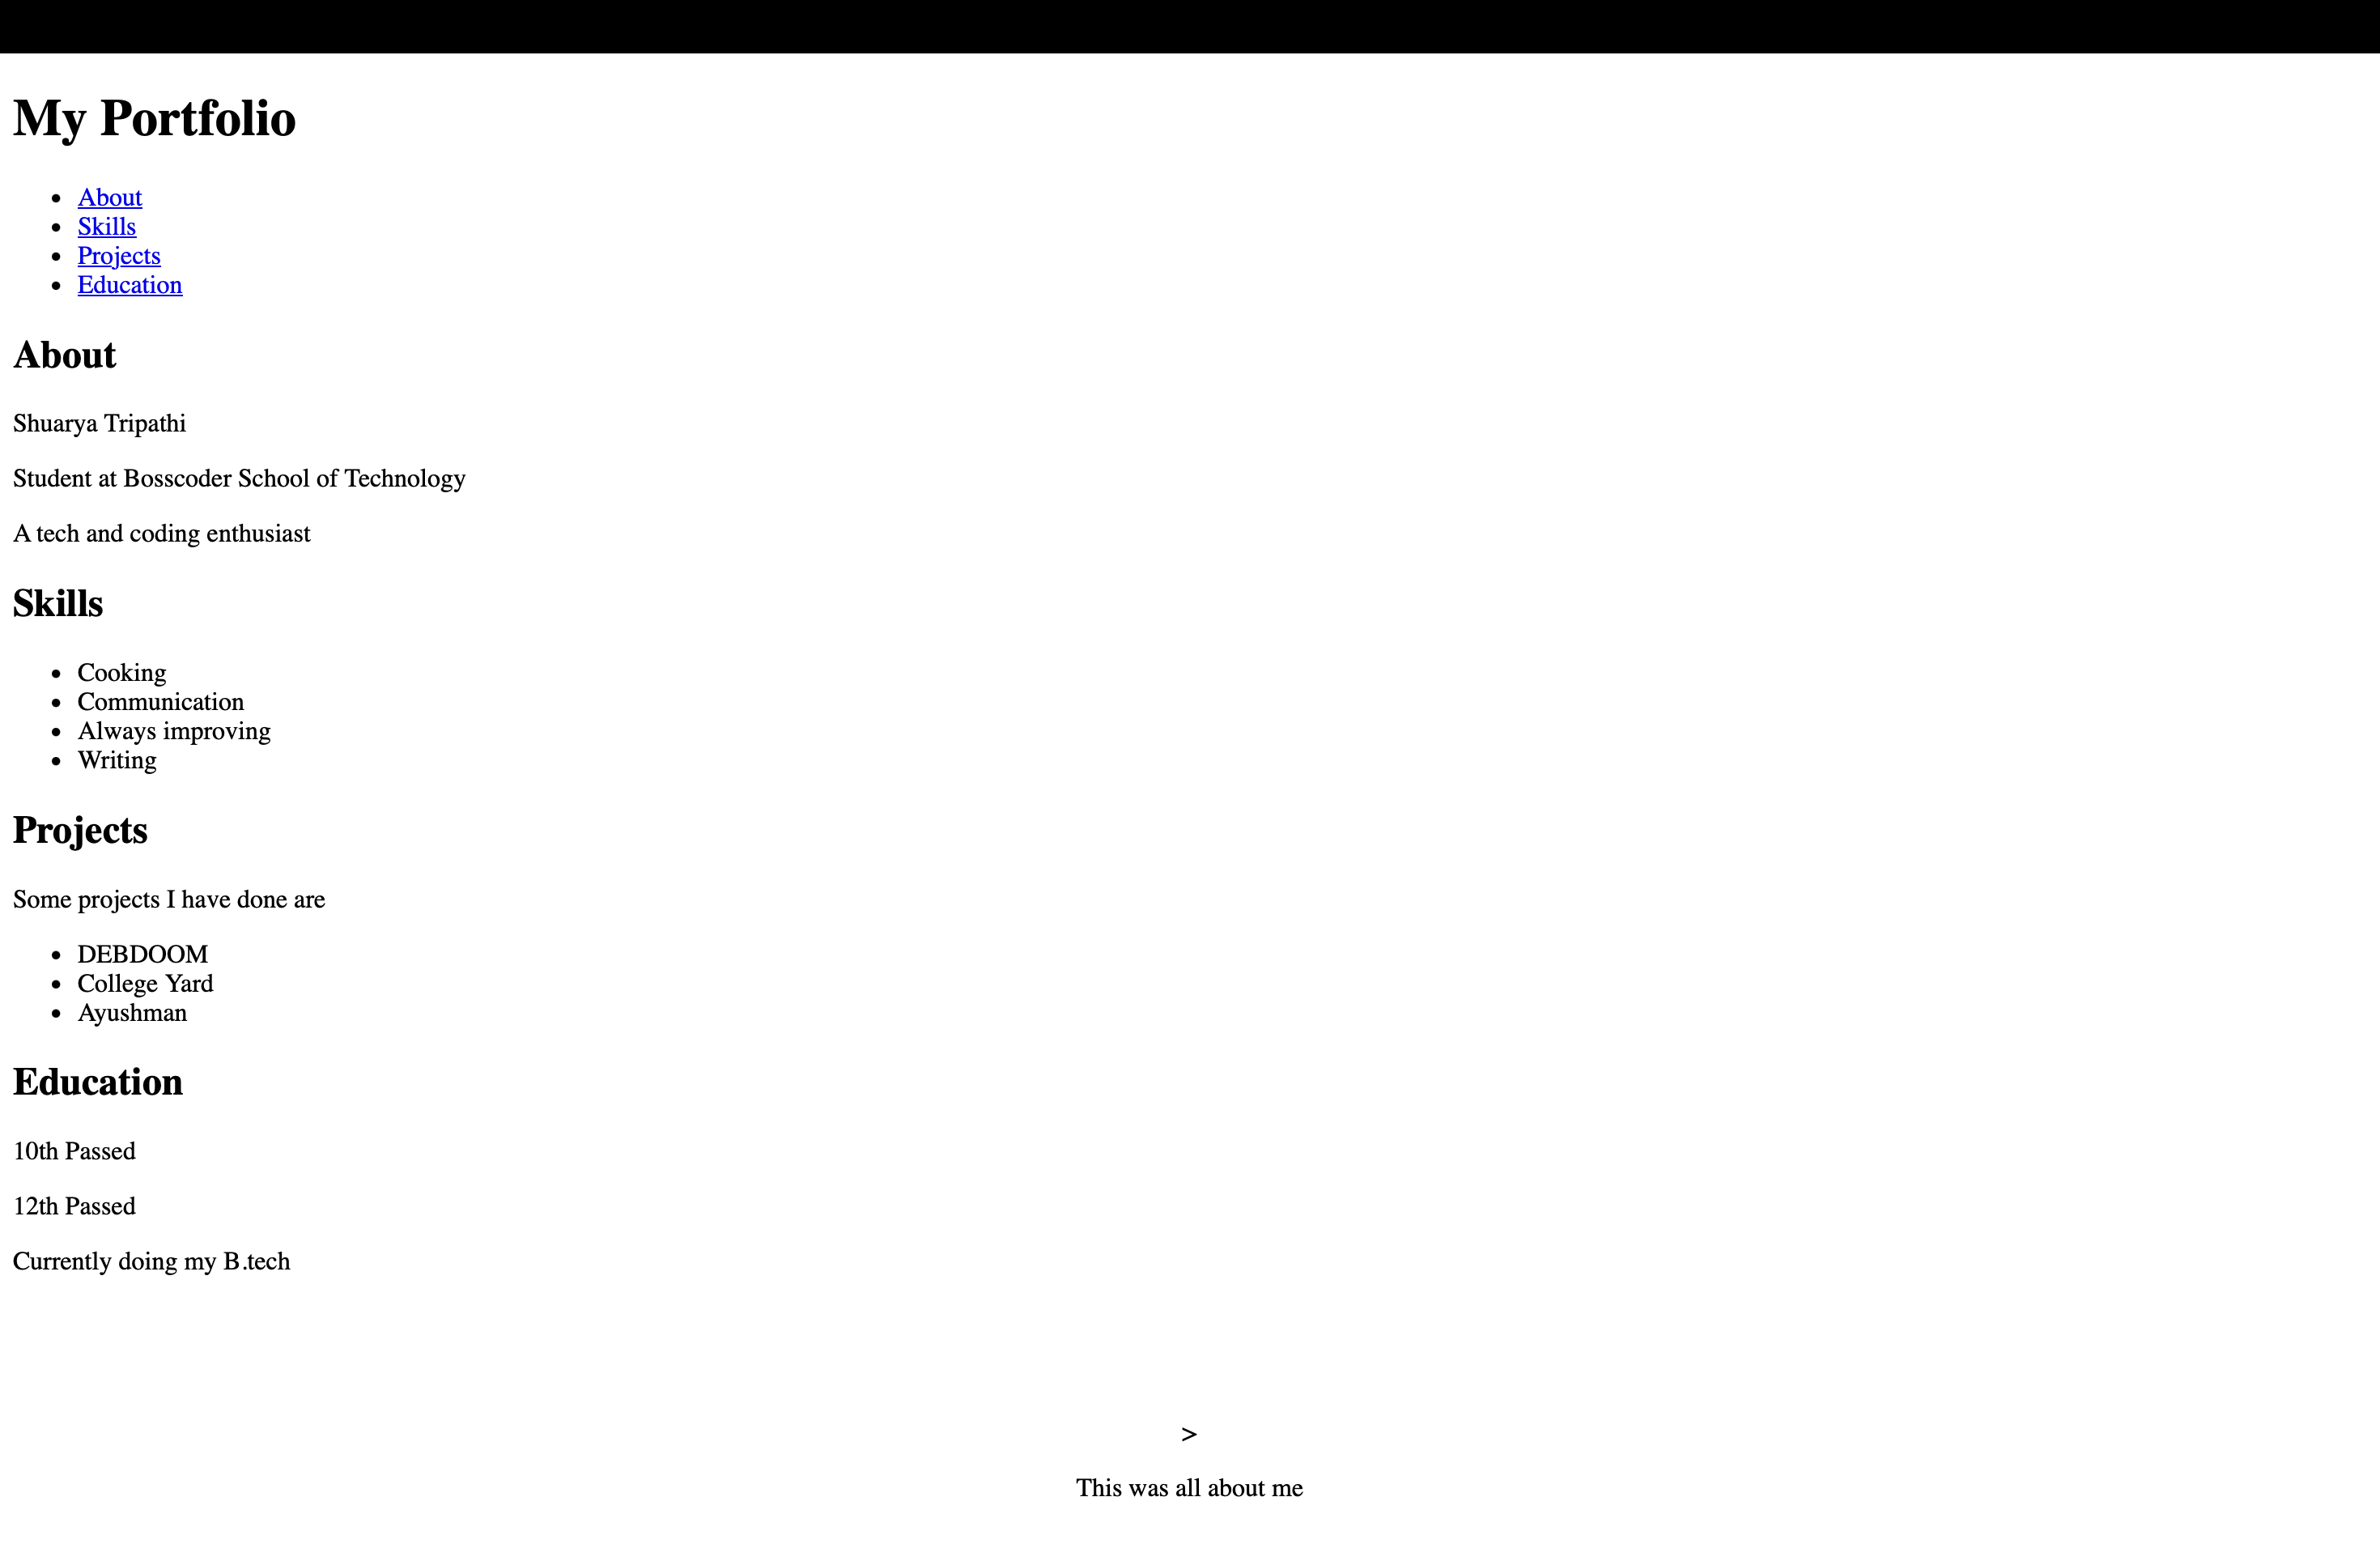 My Portfolio
About
Skills
Projects
Education
About
Shuarya Tripathi
Student at Bosscoder School of Technology
A tech and coding enthusiast
Skills
Cooking
Communication
Always improving
Writing
Projects
Some projects I have done are
DEBDOOM
College Yard
Ayushman
Education
10th Passed
12th Passed
Currently doing my B.tech
>
This was all about me